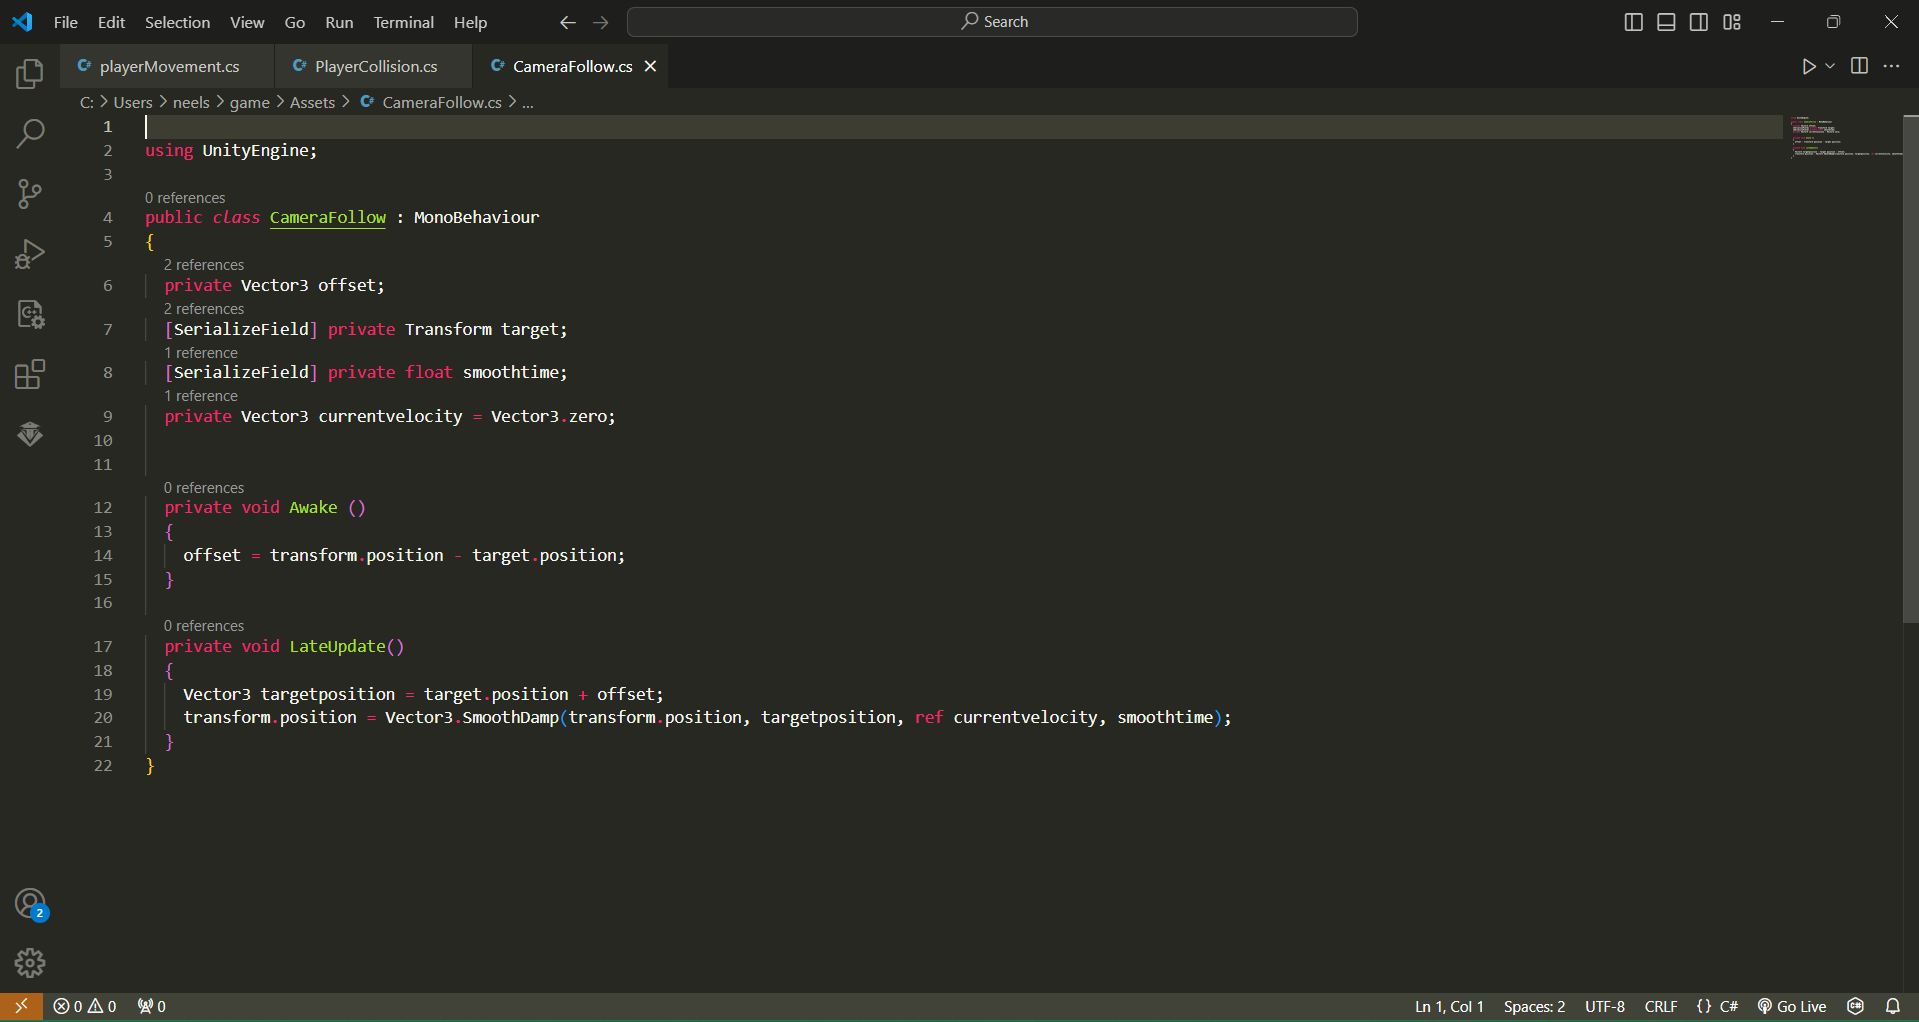 File Edit Selection View Go Run Terminal Help Search
playerMovement.cs PlayerCollision.cs CameraFollow.cs
C: > Users > neels > game > Assets > CameraFollow.cs > ...
1
2 using UnityEngine;
3
0 references
4 public class CameraFollow : MonoBehaviour
5 {
2 references
6 private Vector3 offset;
2 references
7 [SerializeField] private Transform target;
1 reference
8 [SerializeField] private float smoothtime;
1 reference
9 private Vector3 currentvelocity = Vector3.zero;
10
11
0 references
12 private void Awake ()
13 {
14 offset = transform.position - target.position;
15 }
16
0 references
17 private void LateUpdate()
18 {
19 Vector3 targetposition = target.position + offset;
20 transform.position = Vector3.SmoothDamp(transform.position, targetposition, ref currentvelocity, smoothtime);
21 }
22 }
2
0 0 0 Ln 1, Col 1 Spaces: 2 UTF-8 CRLF {} C# Go Live